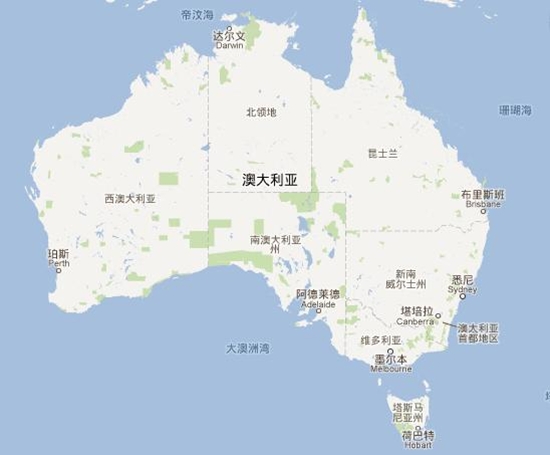 帝汶海
达尔文
Darwin
珊瑚海
北领地
昆士兰
澳大利亚
西澳大利亚
布里斯班
Brisbane
南澳大利亚
州
珀斯
Perth
新南
威尔士州
悉尼
Sydney
阿德莱德
Adelaide
堪培拉
Canberra
澳大利亚
首都地区
大澳洲湾
维多利亚
墨尔本
Melbourne
塔斯马
尼亚州
荷巴特
Hobart